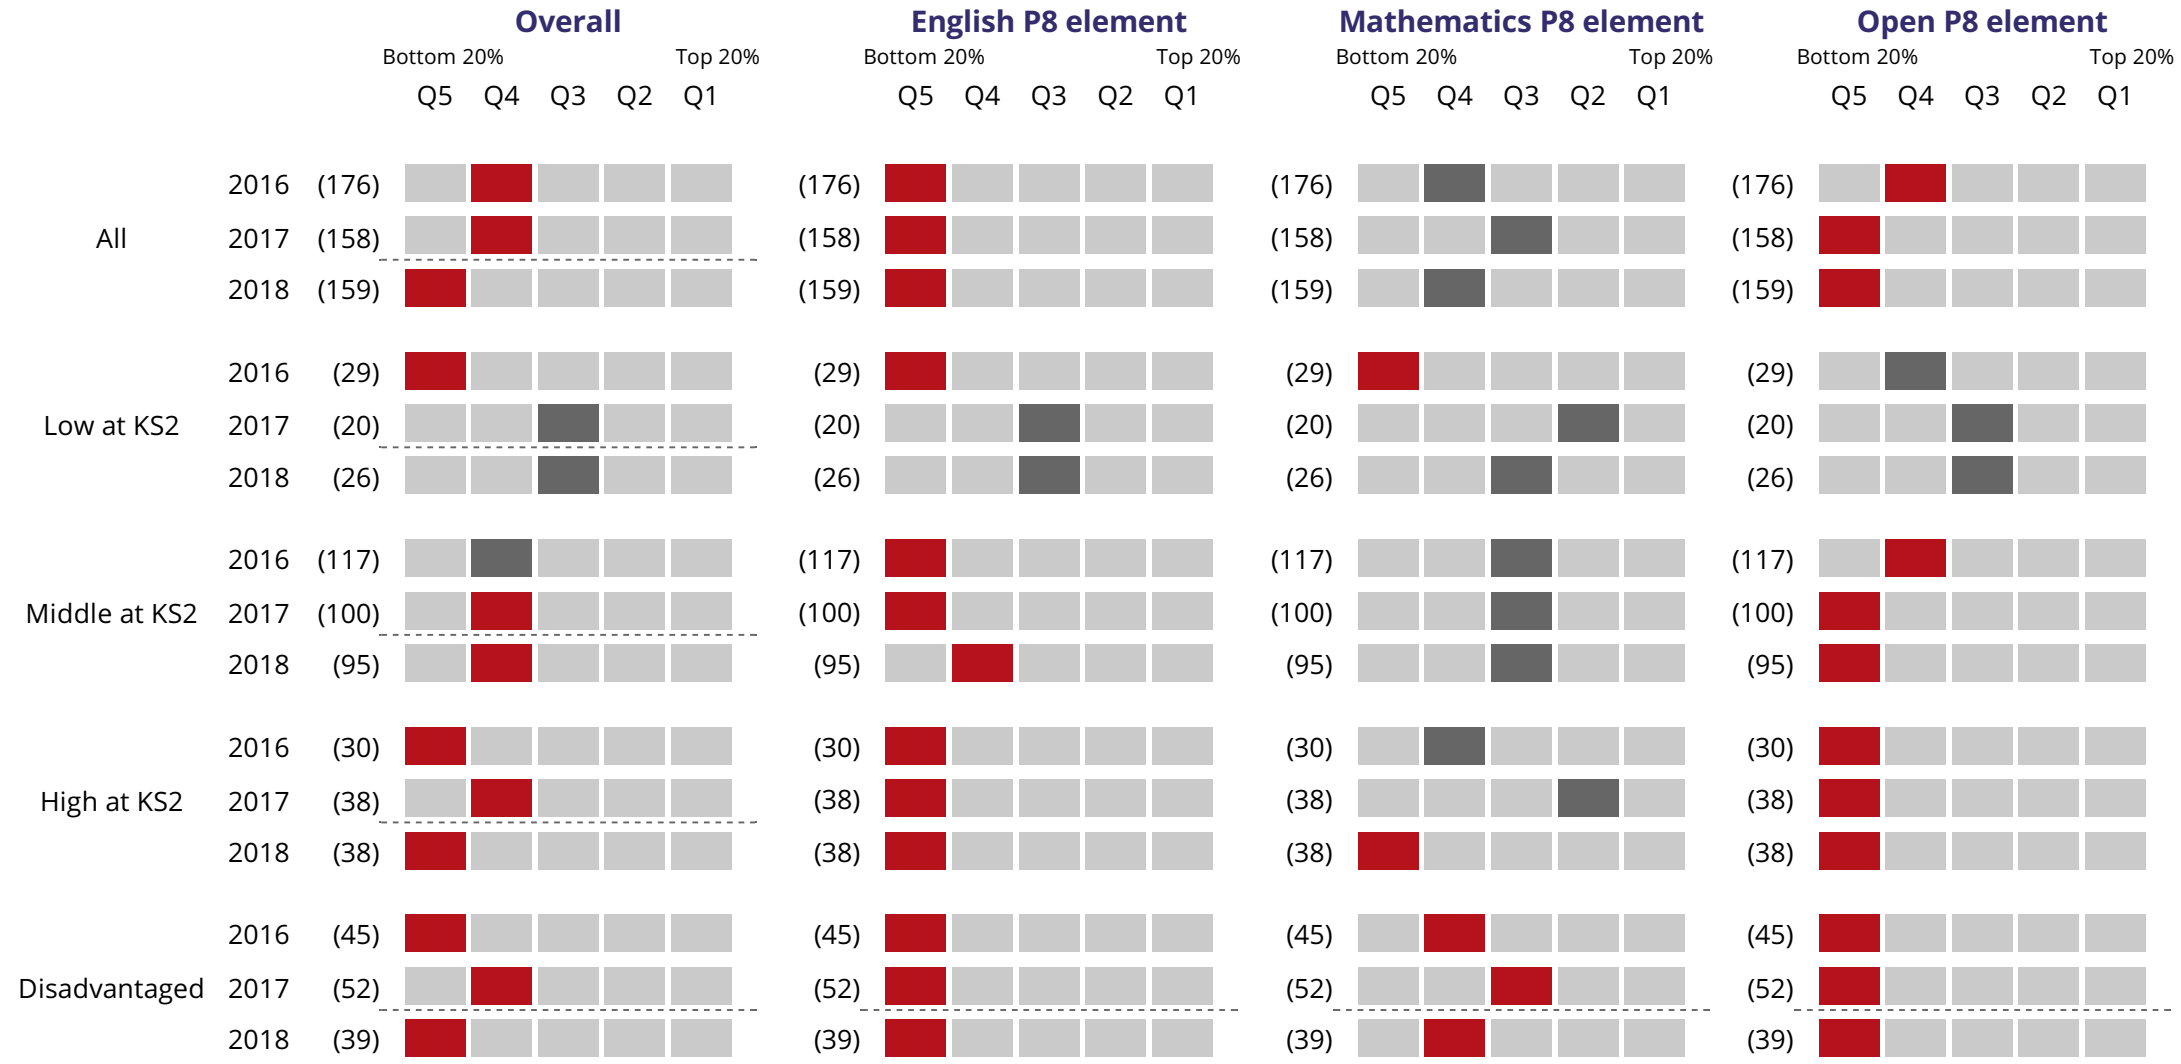 Overall English P8 element Mathematics P8 element Open P8 element
Bottom 20% Top 20% Bottom 20% Top 20% Bottom 20% Top 20% Bottom 20% Top 20%
Q5 Q4 Q3 Q2 Q1 Q5 Q4 Q3 Q2 Q1 Q5 Q4 Q3 Q2 Q1 Q5 Q4 Q3 Q2 Q1
2016 (176) (176) (176) (176)
All 2017 (158) (158) (158) (158)
2018 (159) (159) (159) (159)
2016 (29) (29) (29) (29)
Low at KS2 2017 (20) (20) (20) (20)
2018 (26) (26) (26) (26)
2016 (117) (117) (117) (117)
Middle at KS2 2017 (100) (100) (100) (100)
2018 (95) (95) (95) (95)
2016 (30) (30) (30) (30)
High at KS2 2017 (38) (38) (38) (38)
2018 (38) (38) (38) (38)
2016 (45) (45) (45) (45)
Disadvantaged 2017 (52) (52) (52) (52)
2018 (39) (39) (39) (39)